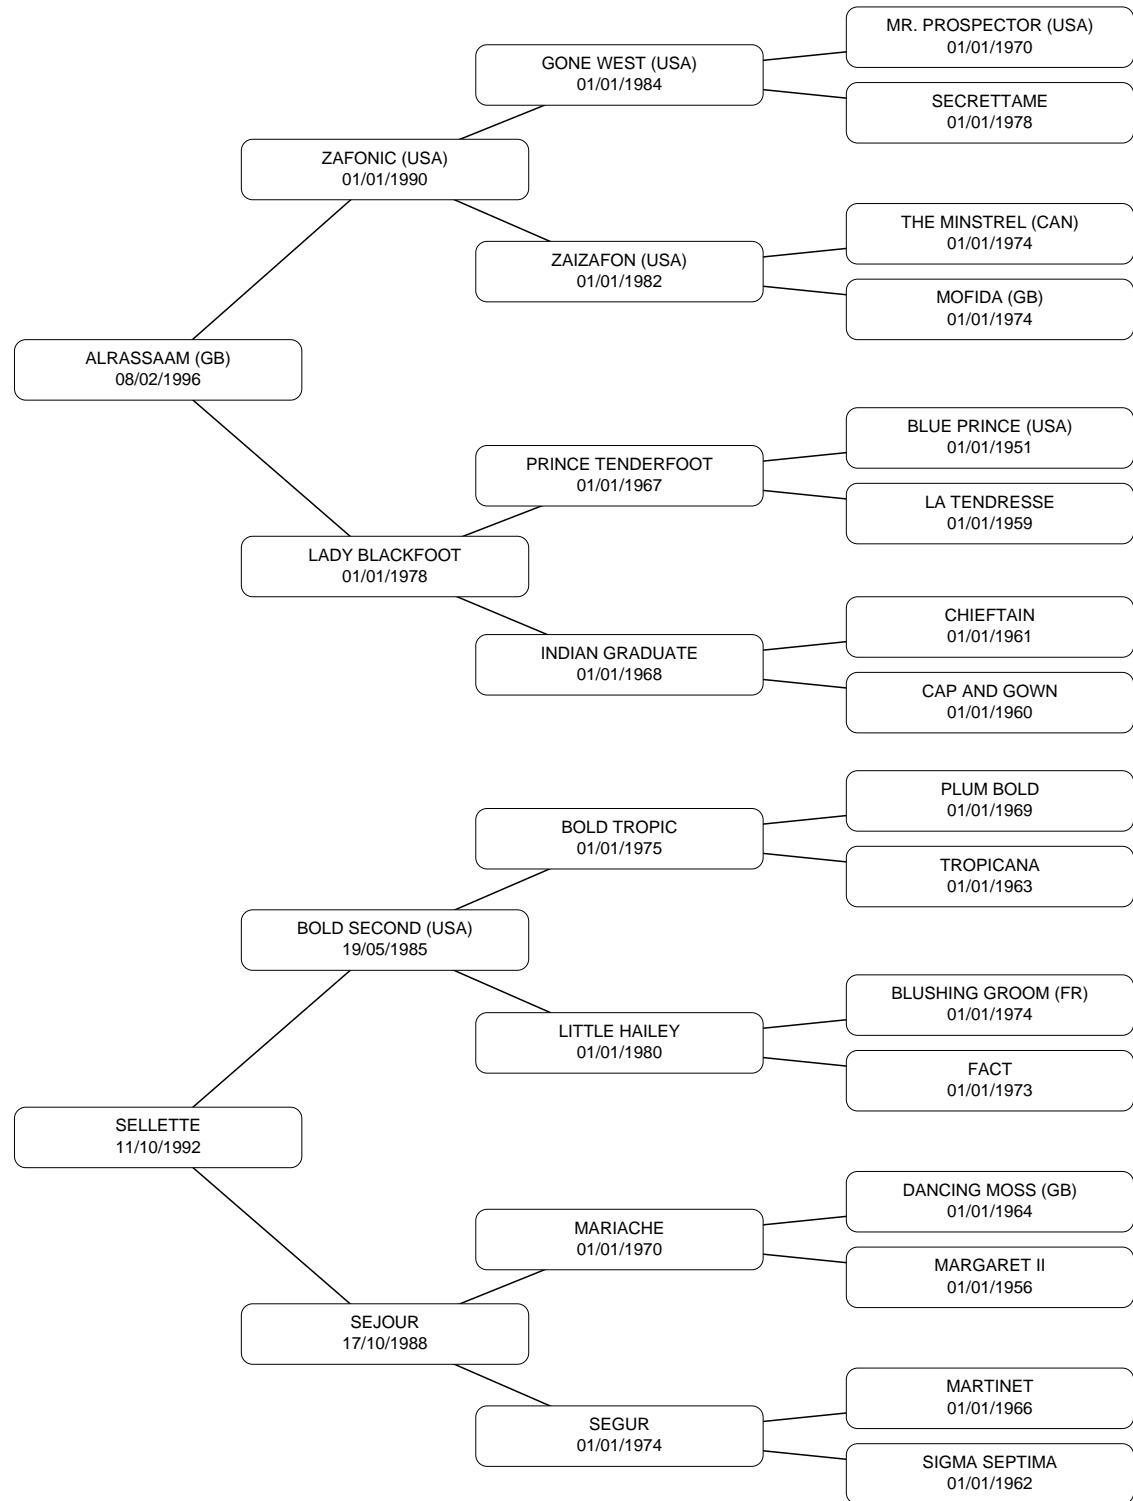 MR. PROSPECTOR (USA)
01/01/1970
GONE WEST (USA)
01/01/1984
SECRETTAME
01/01/1978
ZAFONIC (USA)
01/01/1990
THE MINSTREL (CAN)
01/01/1974
ZAIZAFON (USA)
01/01/1982
MOFIDA (GB)
01/01/1974
ALRASSAAM (GB)
08/02/1996
BLUE PRINCE (USA)
01/01/1951
PRINCE TENDERFOOT
01/01/1967
LA TENDRESSE
01/01/1959
LADY BLACKFOOT
01/01/1978
CHIEFTAIN
01/01/1961
INDIAN GRADUATE
01/01/1968
CAP AND GOWN
01/01/1960
PLUM BOLD
01/01/1969
BOLD TROPIC
01/01/1975
TROPICANA
01/01/1963
BOLD SECOND (USA)
19/05/1985
BLUSHING GROOM (FR)
01/01/1974
LITTLE HAILEY
01/01/1980
FACT
01/01/1973
SELLETTE
11/10/1992
DANCING MOSS (GB)
01/01/1964
MARIACHE
01/01/1970
MARGARET II
01/01/1956
SEJOUR
17/10/1988
MARTINET
01/01/1966
SEGUR
01/01/1974
SIGMA SEPTIMA
01/01/1962